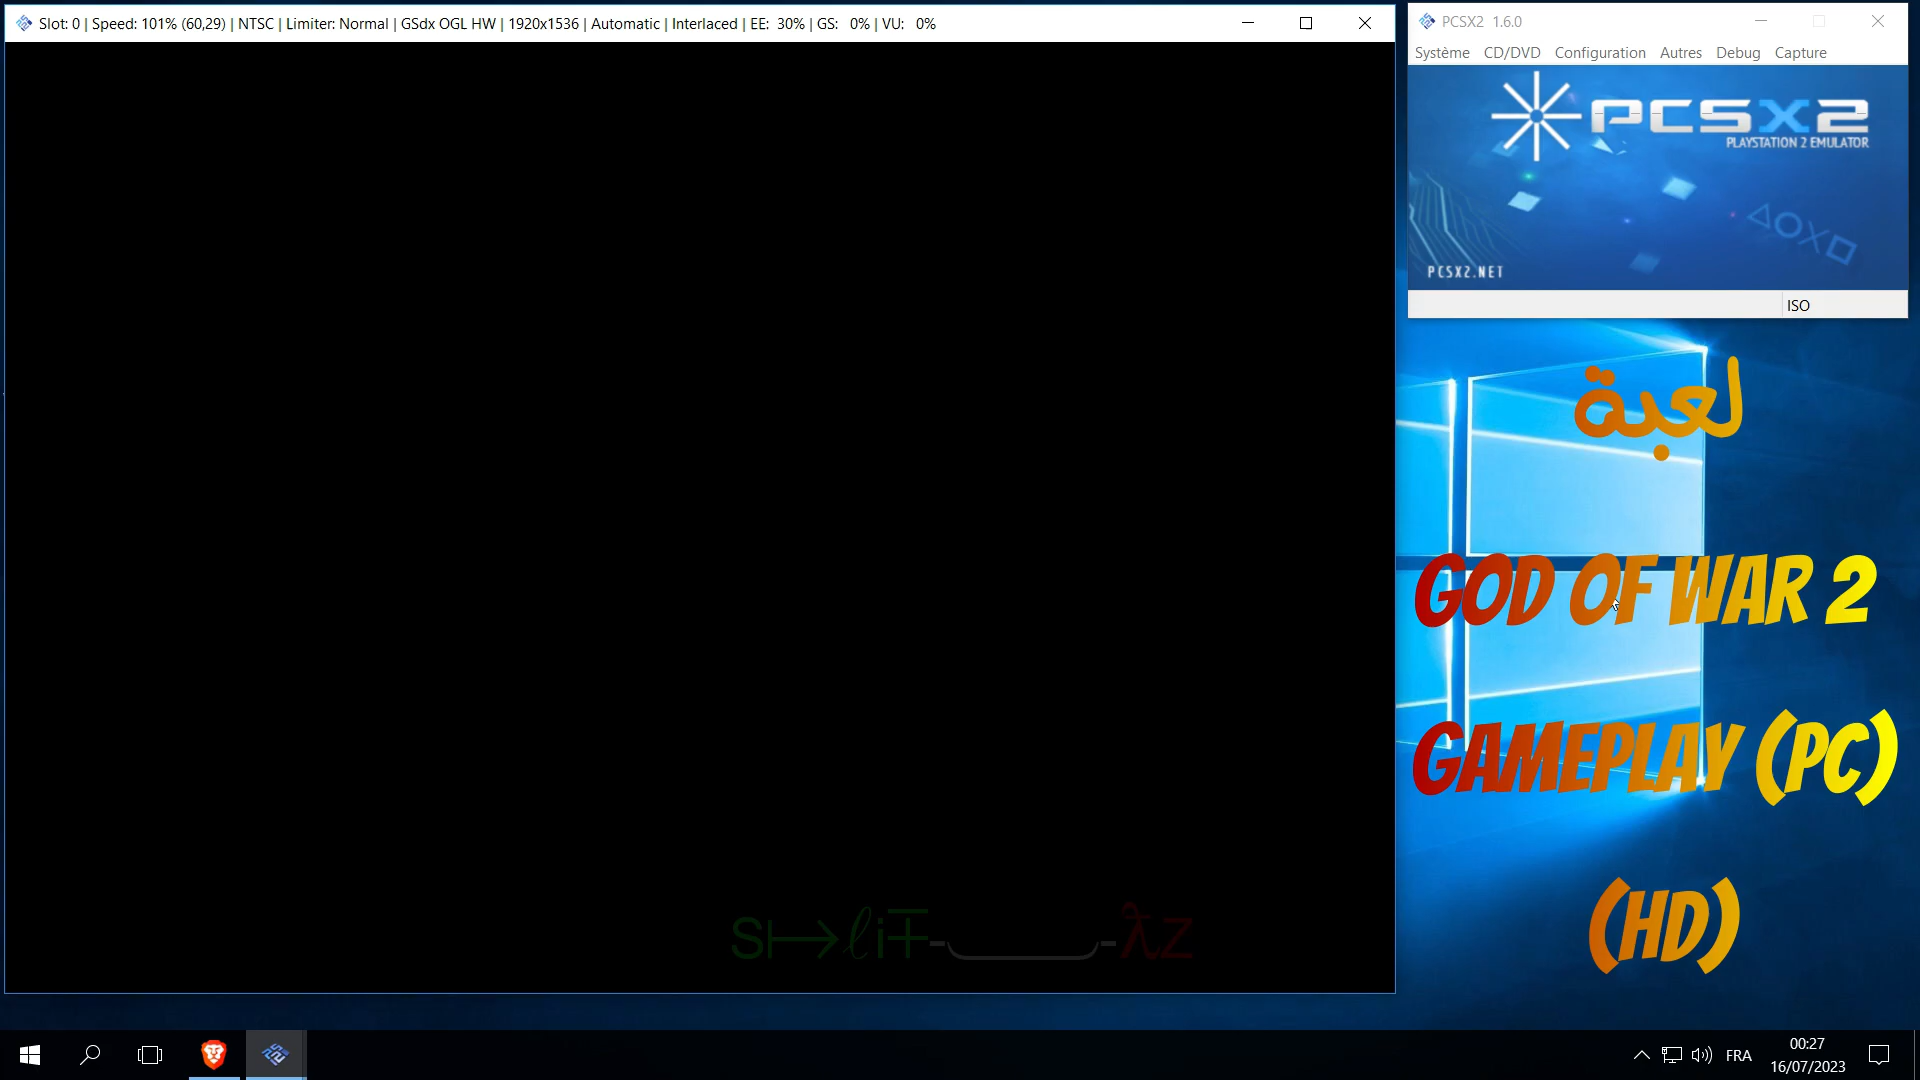 Slot: 0 | Speed: 101% (60,29) | NTSC | Limiter: Normal | GSdx OGL HW | 1920x1536 | Automatic | Interlaced | EE: 30% | GS: 0% | VU: 0%
PCSX2 1.6.0
Système CD/DVD Configuration Autres Debug Capture
PCSX2
PLAYSTATION 2 EMULATOR
PCSX2.NET
ISO
لعبة
GOD OF WAR 2
GAMEPLAY (PC)
(HD)
FRA
00:27
16/07/2023